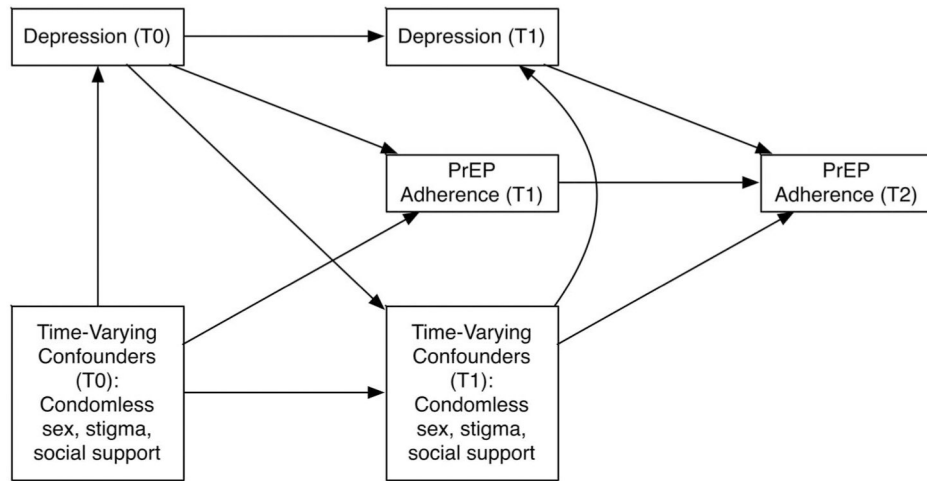 Depression (T0)
Depression (T1)
PrEP
Adherence (T1)
PrEP
Adherence (T2)
Time-Varying
Confounders
(T0):
Condomless
sex, stigma,
social support
Time-Varying
Confounders
(T1):
Condomless
sex, stigma,
social support